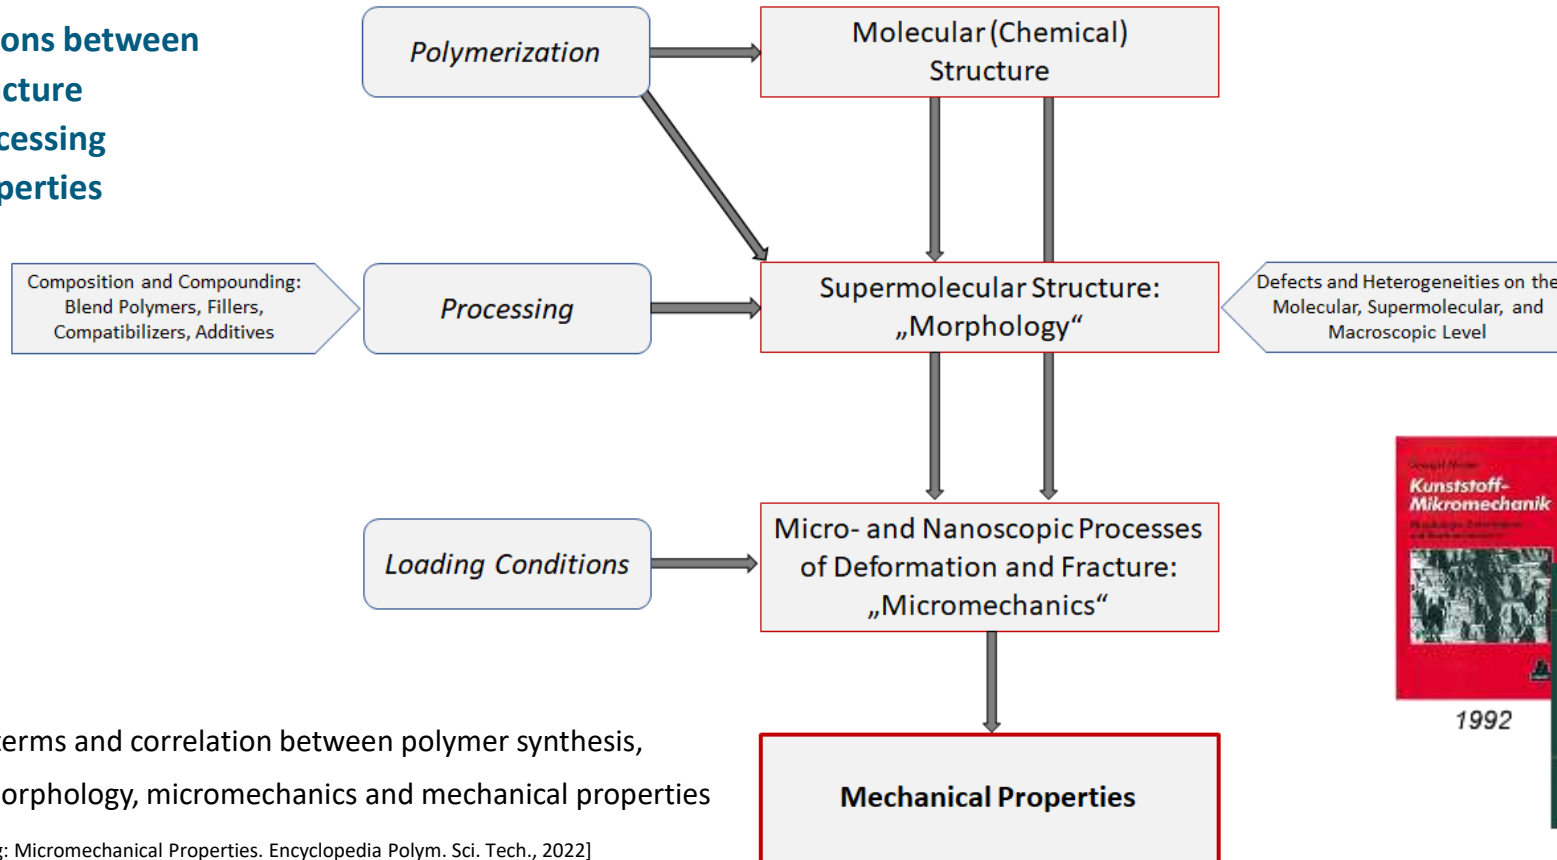 ons between
cture
cessing
perties
Polymerization
Molecular (Chemical)
Structure
Composition and Compounding:
Blend Polymers, Fillers,
Compatibilizers, Additives
Processing
Supermolecular Structure:
„Morphology“
Defects and Heterogeneities on the
Molecular, Supermolecular, and
Macroscopic Level
Loading Conditions
Micro- and Nanoscopic Processes
of Deformation and Fracture:
„Micromechanics“
Kunststoff-
Mikromechanik
1992
Mechanical Properties
terms and correlation between polymer synthesis,
orphology, micromechanics and mechanical properties
g: Micromechanical Properties. Encyclopedia Polym. Sci. Tech., 2022]